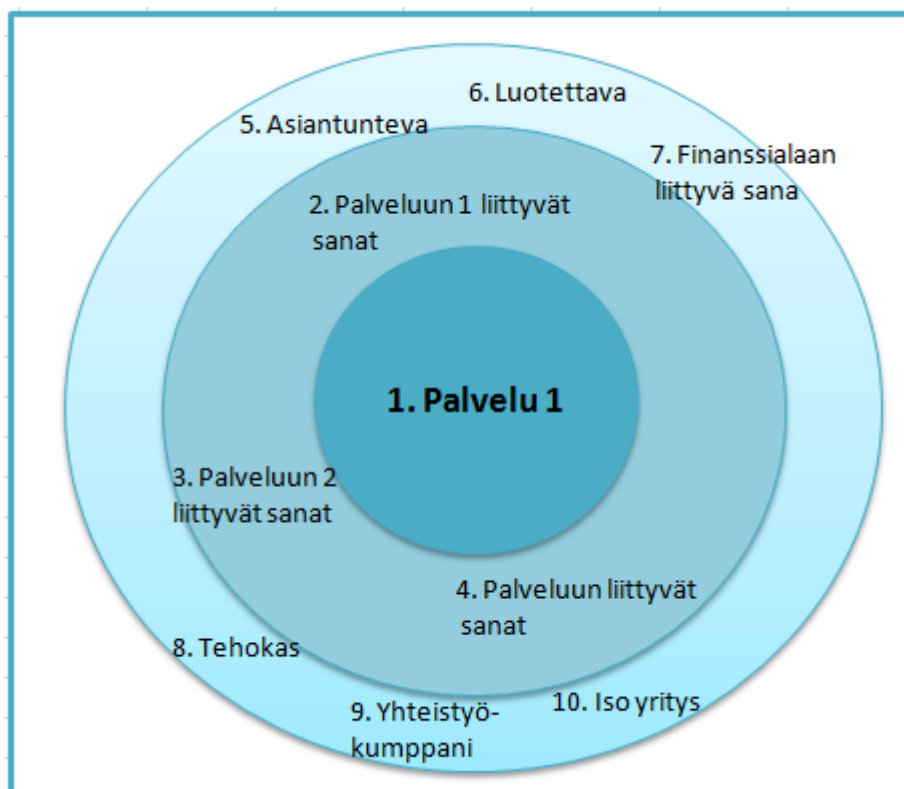 6. Luotettava
5. Asiantunteva
7. Finanssialaan
liittyvä sana
2. Palveluun 1 liittyvät
sanat
1. Palvelu 1
3. Palveluun 2
liittyvät sanat
4. Palveluun liittyvät
sanat
8. Tehokas
9. Yhteistyö-
kumppani
10. Iso yritys